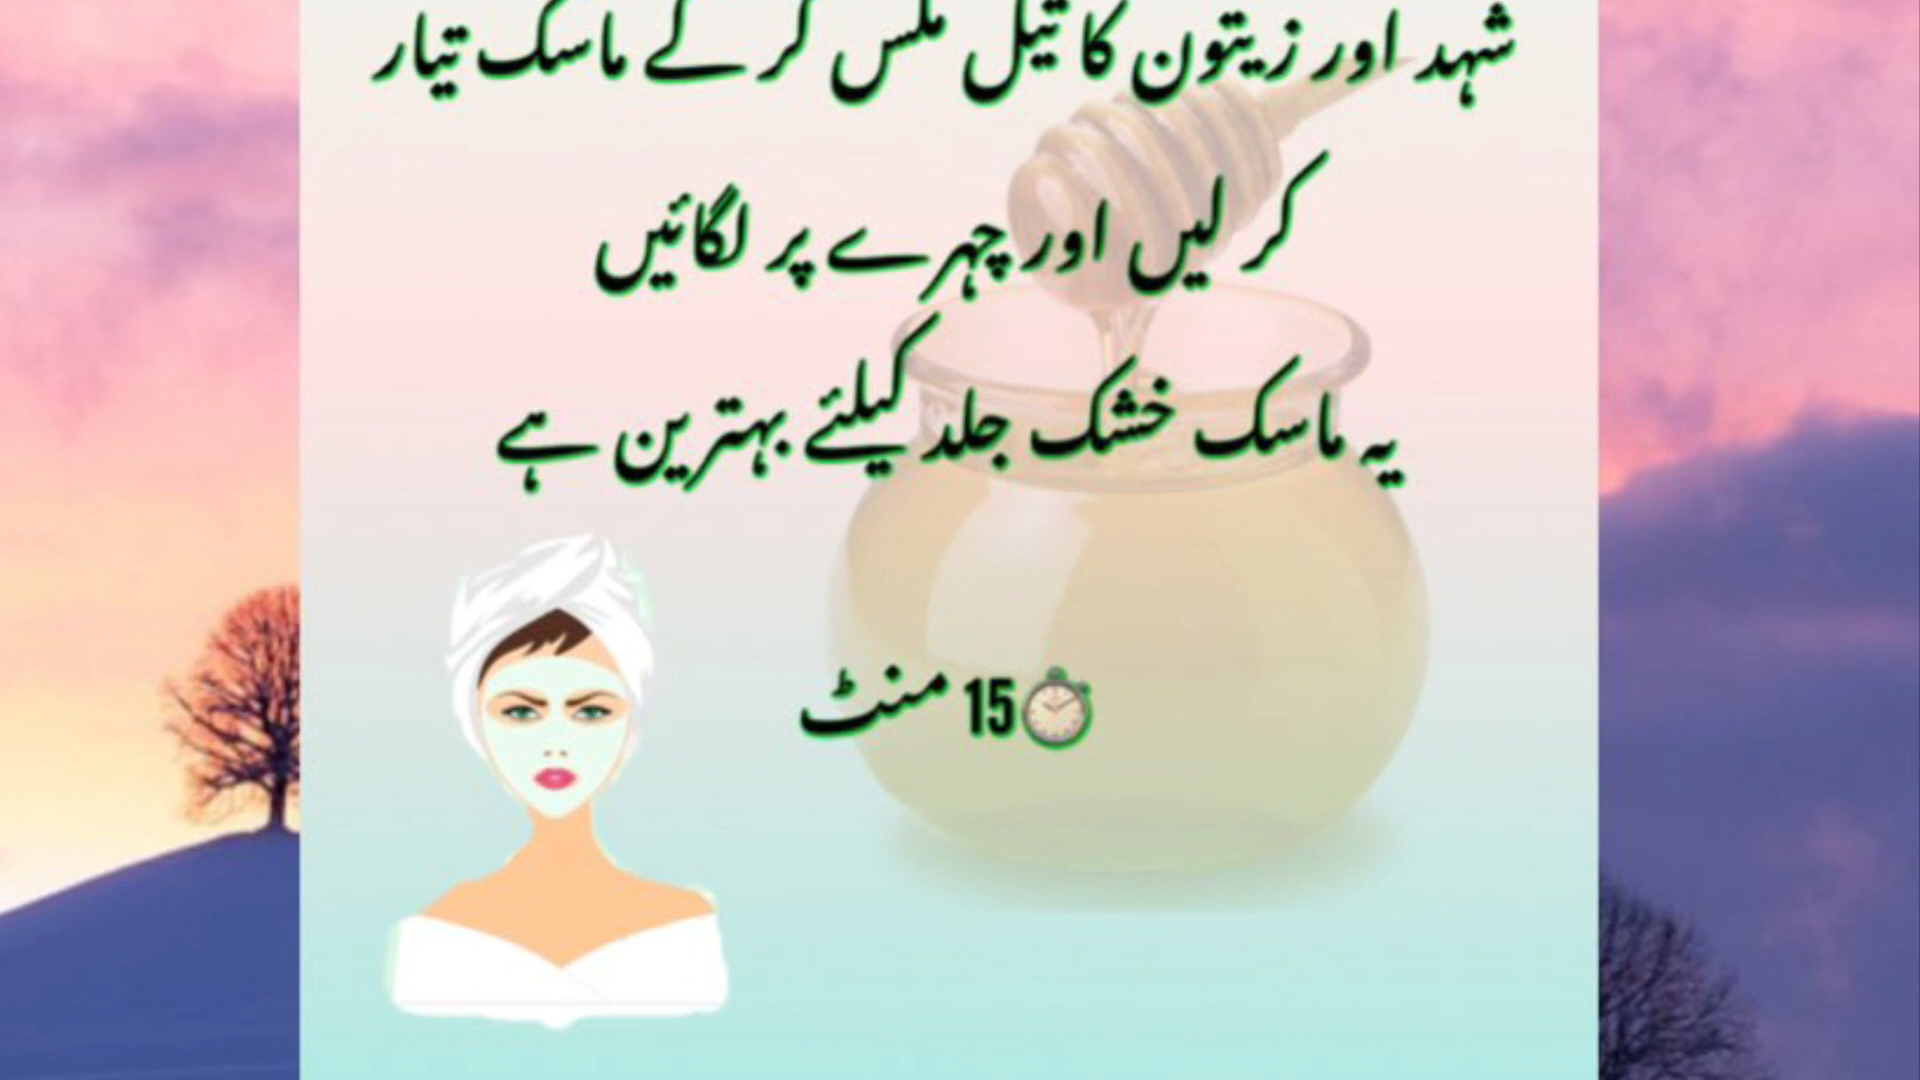 شہد اور زیتون کا تیل مکس کر کے ماسک تیار
کر لیں اور چہرے پر لگائیں
یہ ماسک خشک جلد کیلئے بہترین ہے
15 منٹ